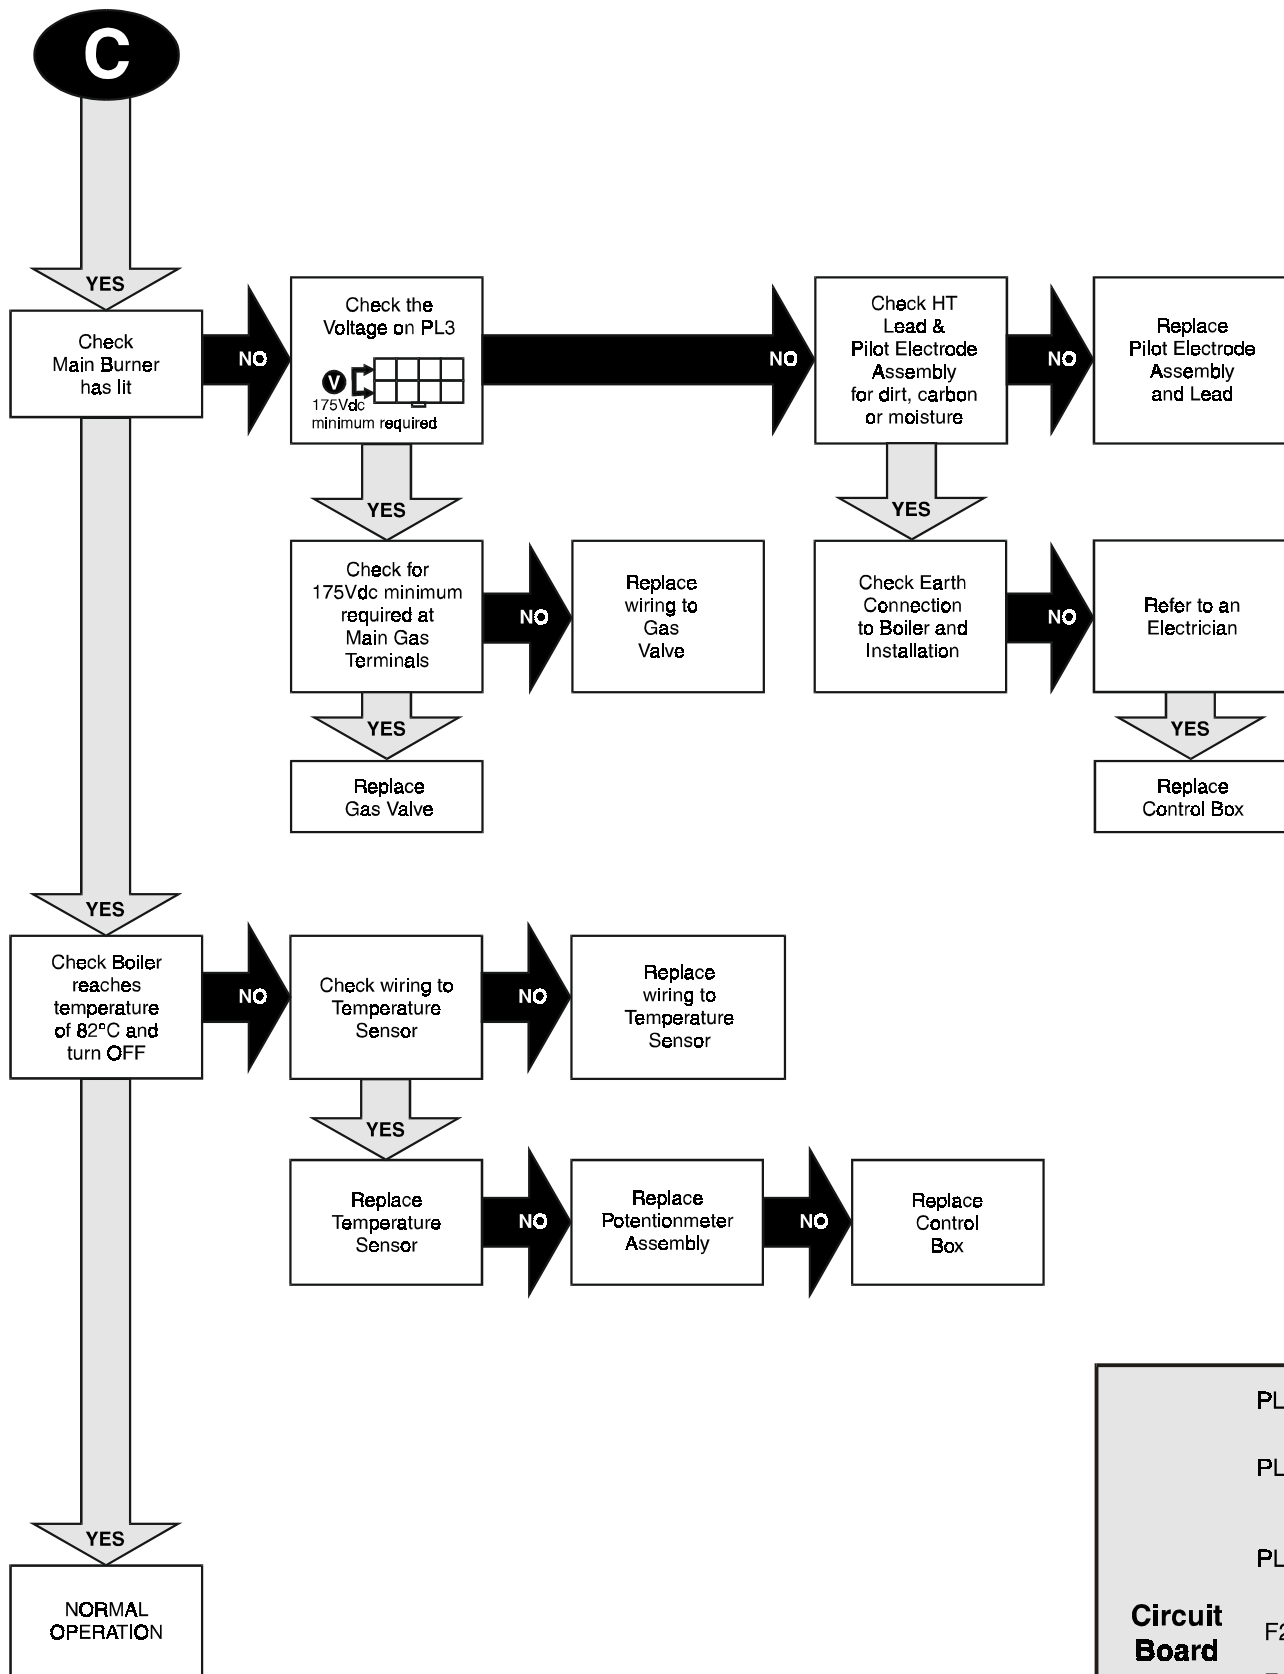 C
YES
Check
Main Burner
has lit
NO
Check the
Voltage on PL3
V
175Vdc
minimum required
NO
Check HT
Lead &
Pilot Electrode
Assembly
for dirt, carbon
or moisture
NO
Replace
Pilot Electrode
Assembly
and Lead
YES
YES
Check for
175Vdc minimum
required at
Main Gas
Terminals
NO
Replace
wiring to
Gas
Valve
Check Earth
Connection
to Boiler and
Installation
NO
Refer to an
Electrician
YES
YES
Replace
Gas Valve
Replace
Control Box
YES
Check Boiler
reaches
temperature
of 82°C and
turn OFF
NO
Check wiring to
Temperature
Sensor
NO
Replace
wiring to
Temperature
Sensor
YES
Replace
Temperature
Sensor
NO
Replace
Potentionmeter
Assembly
NO
Replace
Control
Box
YES
NORMAL
OPERATION
PL
PL
PL
Circuit
Board
F2